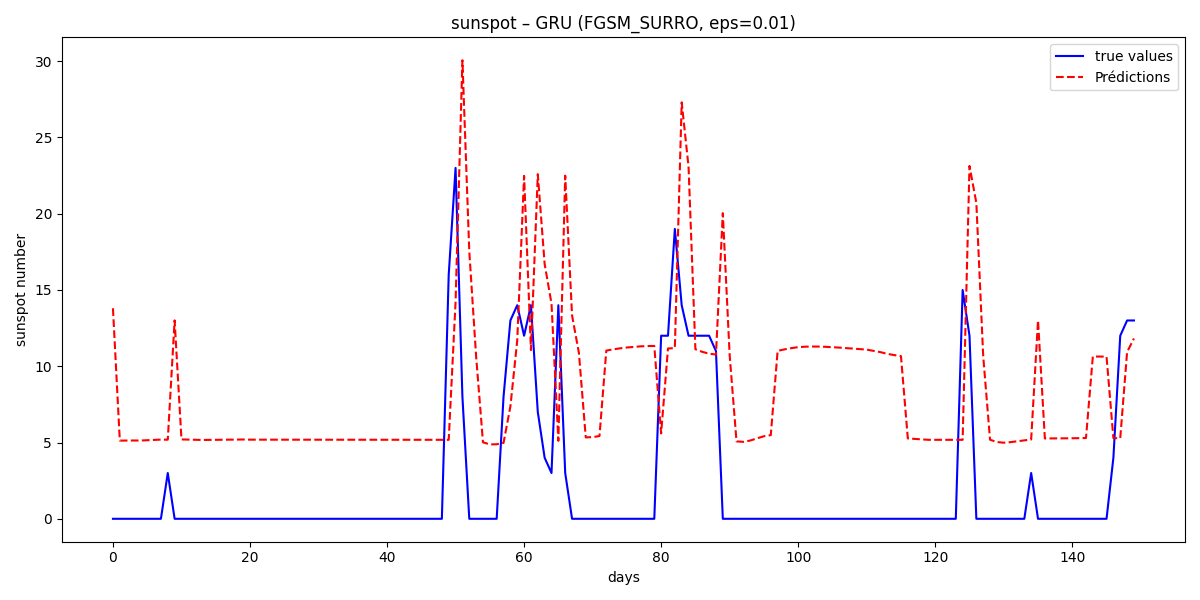 sunspot – GRU (FGSM_SURRO, eps=0.01)
true values
Prédictions
sunspot number
30
25
20
15
10
5
0
0 20 40 60 80 100 120 140
days